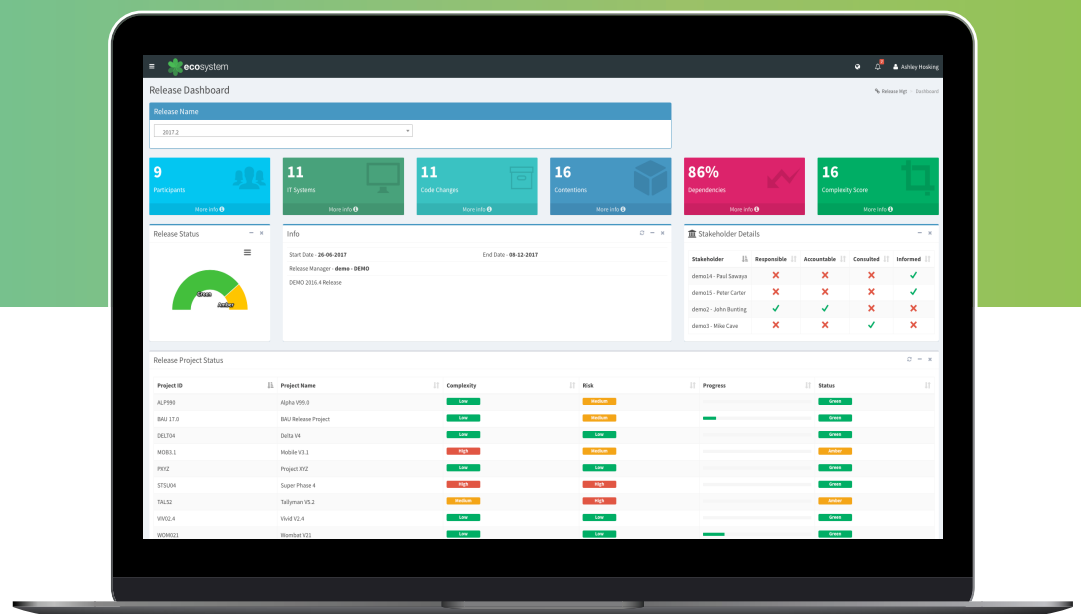 ecosystem
Ashley Hosking
Release Dashboard
Release Mgt > Dashboard
Release Name
2017.2
9
Participants
More info
11
IT Systems
More info
11
Code Changes
More info
16
Contentions
More info
86%
Dependencies
More info
16
Complexity Score
More info
Release Status
Green
Amber
Info
Start Date - 26-06-2017 End Date - 08-12-2017
Release Manager - demo - DEMO
DEMO 2016.4 Release
Stakeholder Details
Stakeholder Responsible Accountable Consulted Informed
demo14 - Paul Sawaya
demo15 - Peter Carter
demo2 - John Bunting
demo3 - Mike Cave
Release Project Status
Project ID Project Name Complexity Risk Progress Status
ALP990 Alpha V99.0 Low Medium Green
BAU 17.0 BAU Release Project Low Medium Green
DELT04 Delta V4 Low Low Green
MOB3.1 Mobile V3.1 High Medium Amber
PXYZ Project XYZ Low Low Green
STSU04 Super Phase 4 High High Green
TAL52 Tallyman V5.2 Medium High Amber
VIV02.4 Vivid V2.4 Low Low Green
WOM021 Wombat V21 Low Low Green